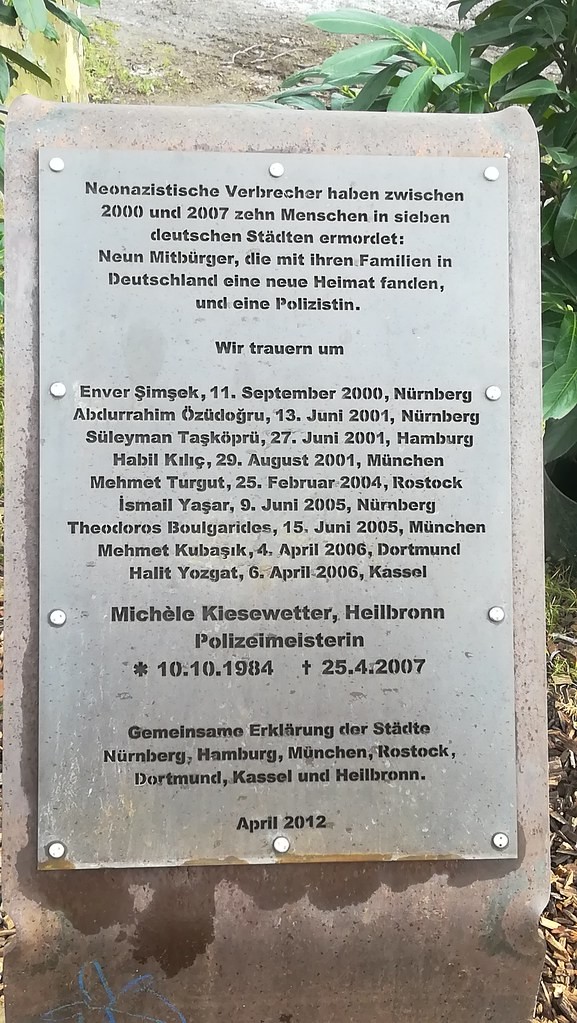 Neonazistische Verbrecher haben zwischen
2000 und 2007 zehn Menschen in sieben
deutschen Städten ermordet:
Neun Mitbürger, die mit ihren Familien in
Deutschland eine neue Heimat fanden,
und eine Polizistin.
Wir trauern um
Enver Şimşek, 11. September 2000, Nürnberg
Abdurrahim Özüdoğru, 13. Juni 2001, Nürnberg
Süleyman Taşköprü, 27. Juni 2001, Hamburg
Habil Kılıç, 29. August 2001, München
Mehmet Turgut, 25. Februar 2004, Rostock
İsmail Yaşar, 9. Juni 2005, Nürnberg
Theodoros Boulgarides, 15. Juni 2005, München
Mehmet Kubaşık, 4. April 2006, Dortmund
Halit Yozgat, 6. April 2006, Kassel
Michèle Kiesewetter, Heilbronn
Polizeimeisterin
✱ 10.10.1984 † 25.4.2007
Gemeinsame Erklärung der Städte
Nürnberg, Hamburg, München, Rostock,
Dortmund, Kassel und Heilbronn.
April 2012